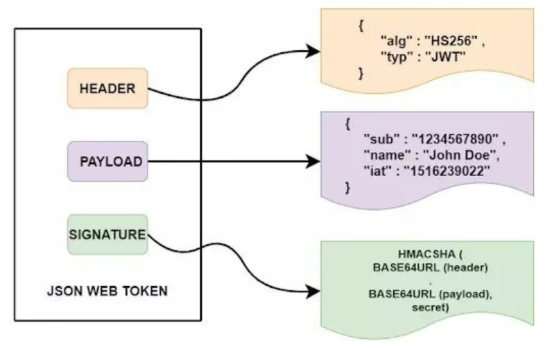 HEADER
PAYLOAD
SIGNATURE
JSON WEB TOKEN
{
"alg" : "HS256" ,
"typ" : "JWT"
}
{
"sub" : "1234567890" ,
"name" : "John Doe",
"iat" : "1516239022"
}
HMACSHA (
BASE64URL (header)
.
BASE64URL (payload),
secret)